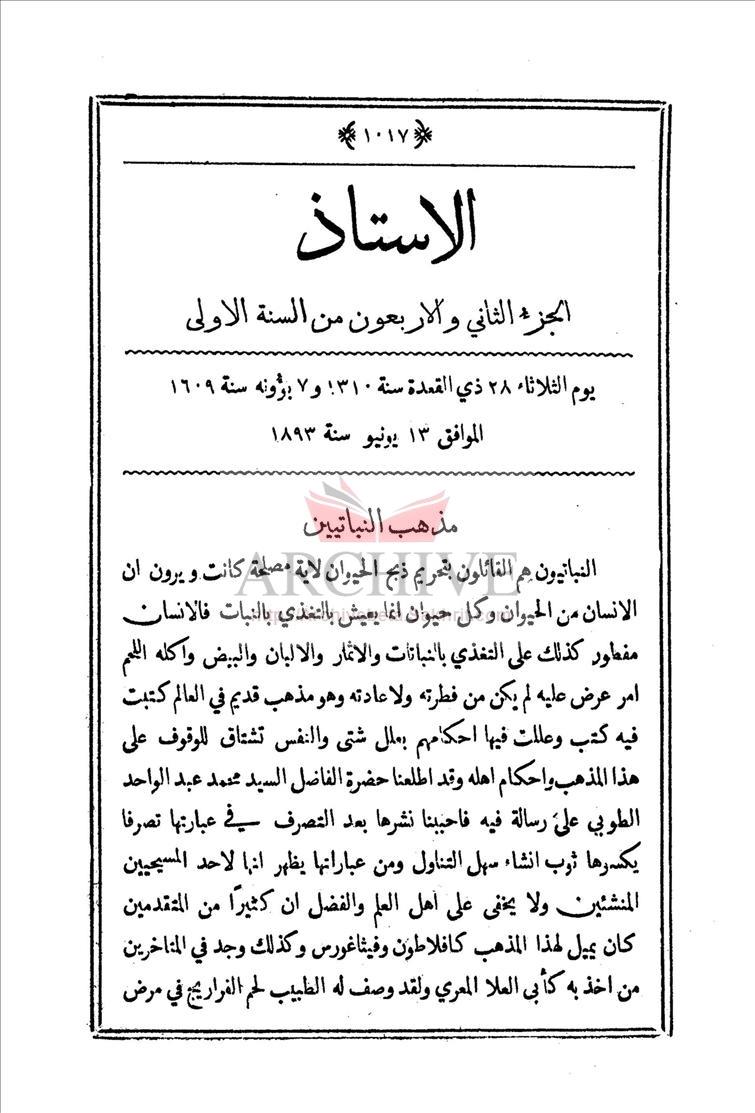 ١٠١٧
الاستاذ
الجزء الثاني والاربعون من السنة الاولى
يوم الثلاثاء ٢٨ ذي القعدة سنة ١٣١٠ و٧ بؤونه سنة ١٦٠٩
الموافق ١٣ يونيو سنة ١٨٩٣
مذهب النباتيين
ARCHIVE
النباتيون هم القائلون بتحريم ذبح الحيوان لاية مصلحة كانت ويرون ان
الانسان من الحيوان وكل حيوان انما يعيش بالتغذي بالنبات فالانسان
مفطور كذلك على التغذي بالنباتات والاثمار والالبان والبيض واكله اللحم
امر عرض عليه لم يكن من فطرته ولا عادته وهو مذهب قديم في العالم كتبت
فيه كتب وعللت فيها احكامهم بعلل شتى والنفس تشتاق للوقوف على
هذا المذهب واحكام اهله وقد اطلعنا حضرة الفاضل السيد محمد عبد الواحد
الطوبي على رسالة فيه فاحببنا نشرها بعد التصرف في عبارتها تصرفا
يكسوها ثوب انشاء سهل التناول ومن عباراتها يظهر انها لاحد المسيحيين
المنشئين ولا يخفى على اهل العلم والفضل ان كثيرًا من المتقدمين
كان يميل لهذا المذهب كافلاطون وفيثاغورس وكذلك وجد في المتاخرين
من اخذ به كأبى العلا المعري ولقد وصف له الطبيب لحم الفراريج في مرض